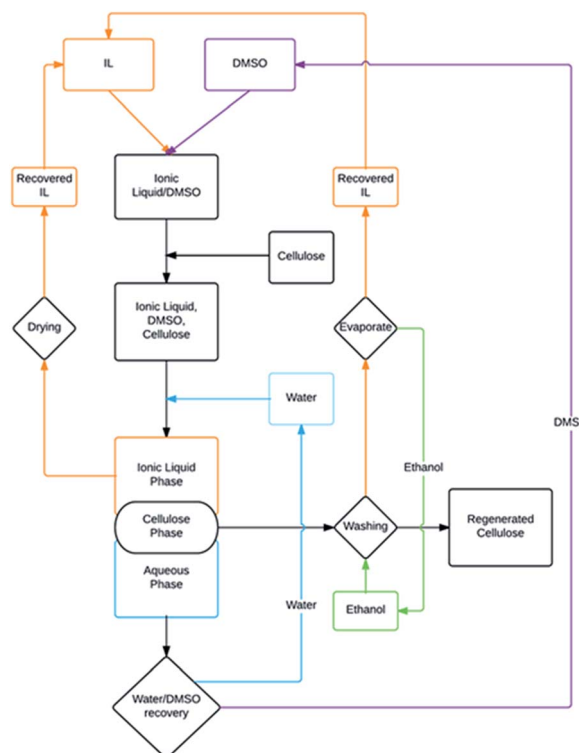 IL
DMSO
Recovered
IL
Recovered
IL
Ionic
Liquid/DMSO
Cellulose
Ionic Liquid,
DMSO,
Cellulose
Drying
Evaporate
Water
DMS
Ionic Liquid
Phase
Ethanol
Cellulose
Phase
Washing
Regenerated
Cellulose
Aqueous
Phase
Water
Ethanol
Water/DMSO
recovery